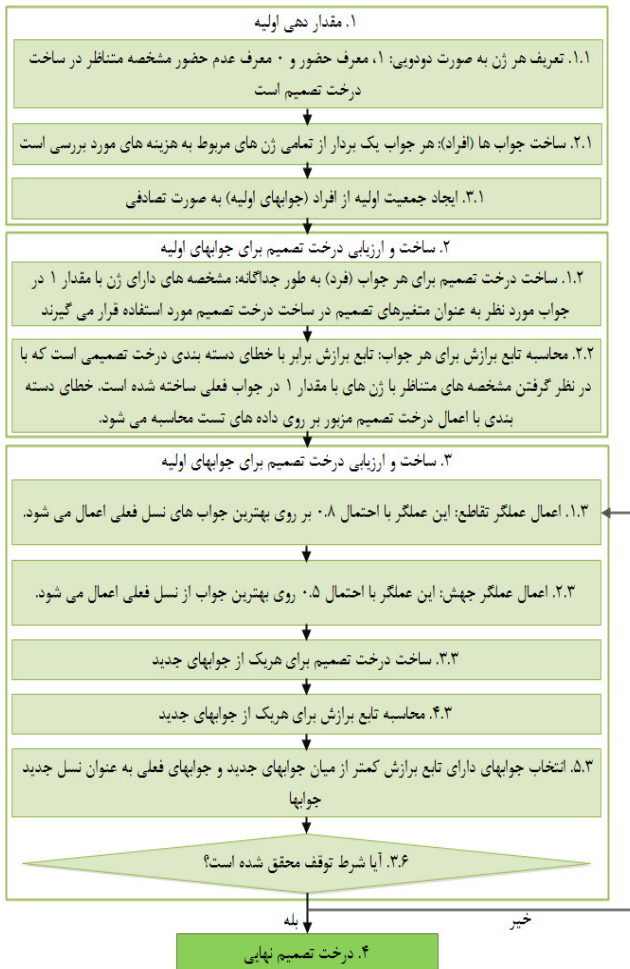 ۱. مقدار دهی اولیه
۱.۱. تعریف هر ژن به صورت دودویی: ۱، معرف حضور و ۰ معرف عدم حضور مشخصه متناظر در ساخت
درخت تصمیم است
۲.۱. ساخت جواب ها (افراد): هر جواب یک بردار از تمامی ژن های مربوط به هزینه های مورد بررسی است
۳.۱. ایجاد جمعیت اولیه از افراد (جوابهای اولیه) به صورت تصادفی
۲. ساخت و ارزیابی درخت تصمیم برای جوابهای اولیه
۱.۲. ساخت درخت تصمیم برای هر جواب (فرد) به طور جداگانه: مشخصه های دارای ژن با مقدار ۱ در
جواب مورد نظر به عنوان متغیرهای تصمیم در ساخت درخت تصمیم مورد استفاده قرار می گیرند
۲.۲. محاسبه تابع برازش برای هر جواب: تابع برازش برابر با خطای دسته بندی درخت تصمیمی است که با
در نظر گرفتن مشخصه های متناظر با ژن های با مقدار ۱ در جواب فعلی ساخته شده است. خطای دسته
بندی با اعمال درخت تصمیم مزبور بر روی داده های تست محاسبه می شود.
۳. ساخت و ارزیابی درخت تصمیم برای جوابهای اولیه
۱.۳. اعمال عملگر تقاطع: این عملگر با احتمال ۰.۸ بر روی بهترین جواب های نسل فعلی اعمال می شود.
۲.۳. اعمال عملگر جهش: این عملگر با احتمال ۰.۵ روی بهترین جواب از نسل فعلی اعمال می شود.
۳.۳. ساخت درخت تصمیم برای هریک از جوابهای جدید
۴.۳. محاسبه تابع برازش برای هریک از جوابهای جدید
۵.۳. انتخاب جوابهای دارای تابع برازش کمتر از میان جوابهای جدید و جوابهای فعلی به عنوان نسل جدید
جوابها
۳.۶. آیا شرط توقف محقق شده است؟
خیر
بله
۴. درخت تصمیم نهایی